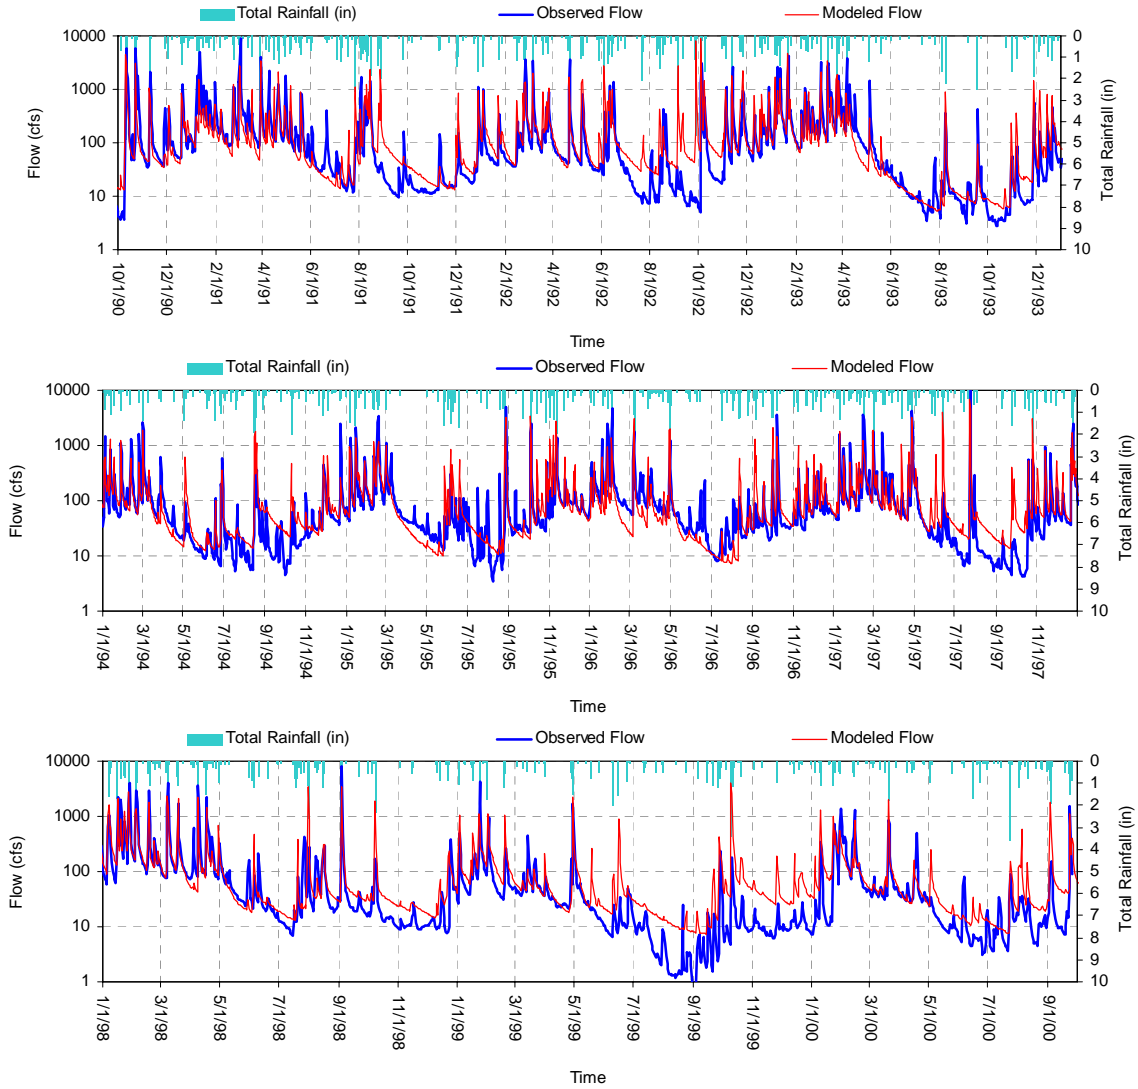 Total Rainfall (in) Observed Flow Modeled Flow
10000 0
1
1000 2
3
100 4
5
6
10 7
8
9
1 10
Flow (cfs)
Total Rainfall (in)
10/1/90 12/1/90 2/1/91 4/1/91 6/1/91 8/1/91 10/1/91 12/1/91 2/1/92 4/1/92 6/1/92 8/1/92 10/1/92 12/1/92 2/1/93 4/1/93 6/1/93 8/1/93 10/1/93 12/1/93
Time
Total Rainfall (in) Observed Flow Modeled Flow
10000 0
1
1000 2
3
100 4
5
6
10 7
8
9
1 10
Flow (cfs)
Total Rainfall (in)
1/1/94 3/1/94 5/1/94 7/1/94 9/1/94 11/1/94 1/1/95 3/1/95 5/1/95 7/1/95 9/1/95 11/1/95 1/1/96 3/1/96 5/1/96 7/1/96 9/1/96 11/1/96 1/1/97 3/1/97 5/1/97 7/1/97 9/1/97 11/1/97
Time
Total Rainfall (in) Observed Flow Modeled Flow
10000 0
1
1000 2
3
100 4
5
6
10 7
8
9
1 10
Flow (cfs)
Total Rainfall (in)
1/1/98 3/1/98 5/1/98 7/1/98 9/1/98 11/1/98 1/1/99 3/1/99 5/1/99 7/1/99 9/1/99 11/1/99 1/1/00 3/1/00 5/1/00 7/1/00 9/1/00
Time